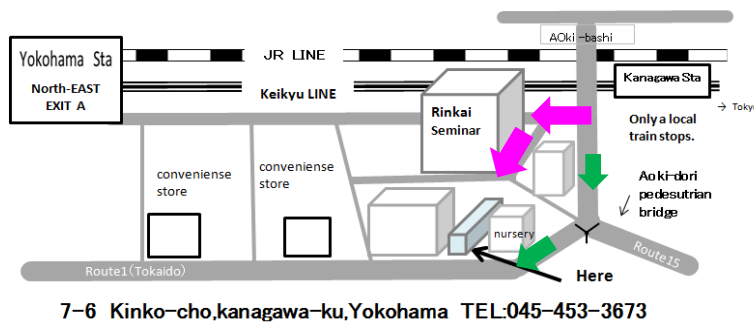 AOki-bashi
Yokohama Sta
North-EAST
EXIT A
JR LINE
Keikyu LINE
Kanagawa Sta
→ Tokyo
Rinkai
Seminar
Only a local
train stops.
conveniense
store
conveniense
store
Aoki-dori
pedesutrian
bridge
nursery
Route15
Route1(Tokaido)
Here
7-6 Kinko-cho,kanagawa-ku,Yokohama TEL:045-453-3673